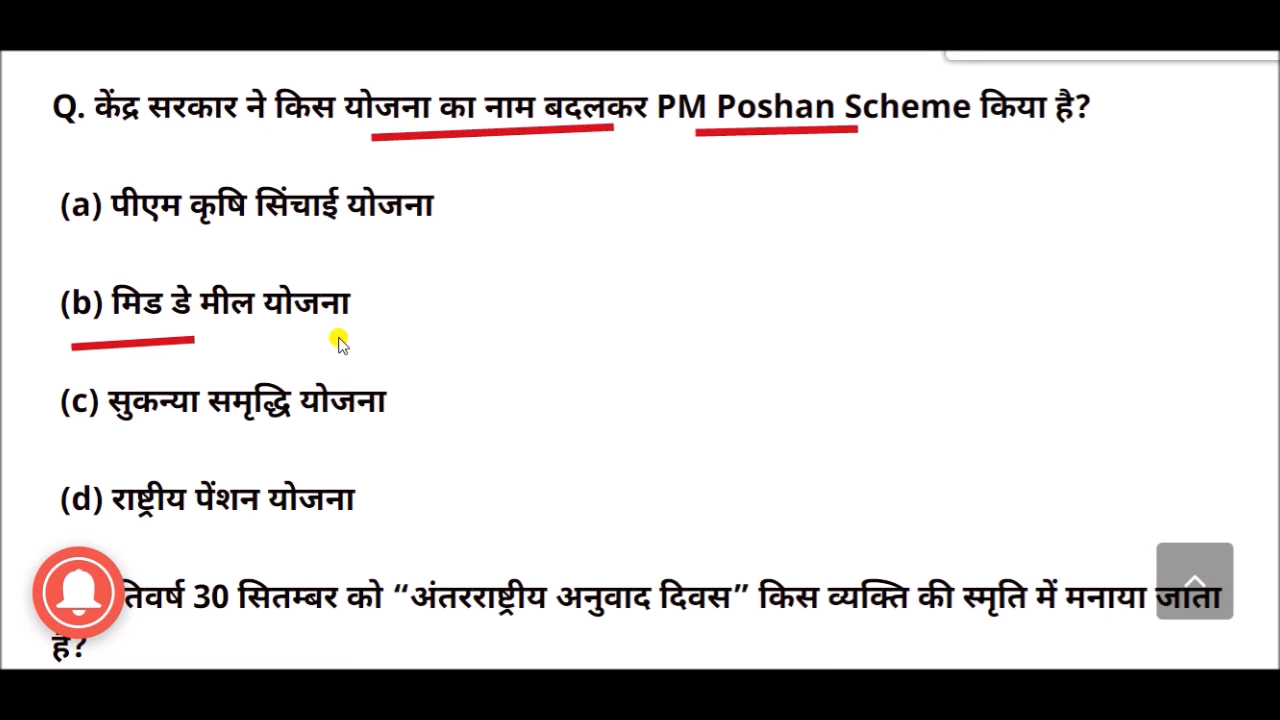 Q. केंद्र सरकार ने किस योजना का नाम बदलकर PM Poshan Scheme किया है?
(a) पीएम कृषि सिंचाई योजना
(b) मिड डे मील योजना
(c) सुकन्या समृद्धि योजना
(d) राष्ट्रीय पेंशन योजना
30 सितम्बर को “अंतरराष्ट्रीय अनुवाद दिवस” किस व्यक्ति की स्मृति में मनाया जाता
है?